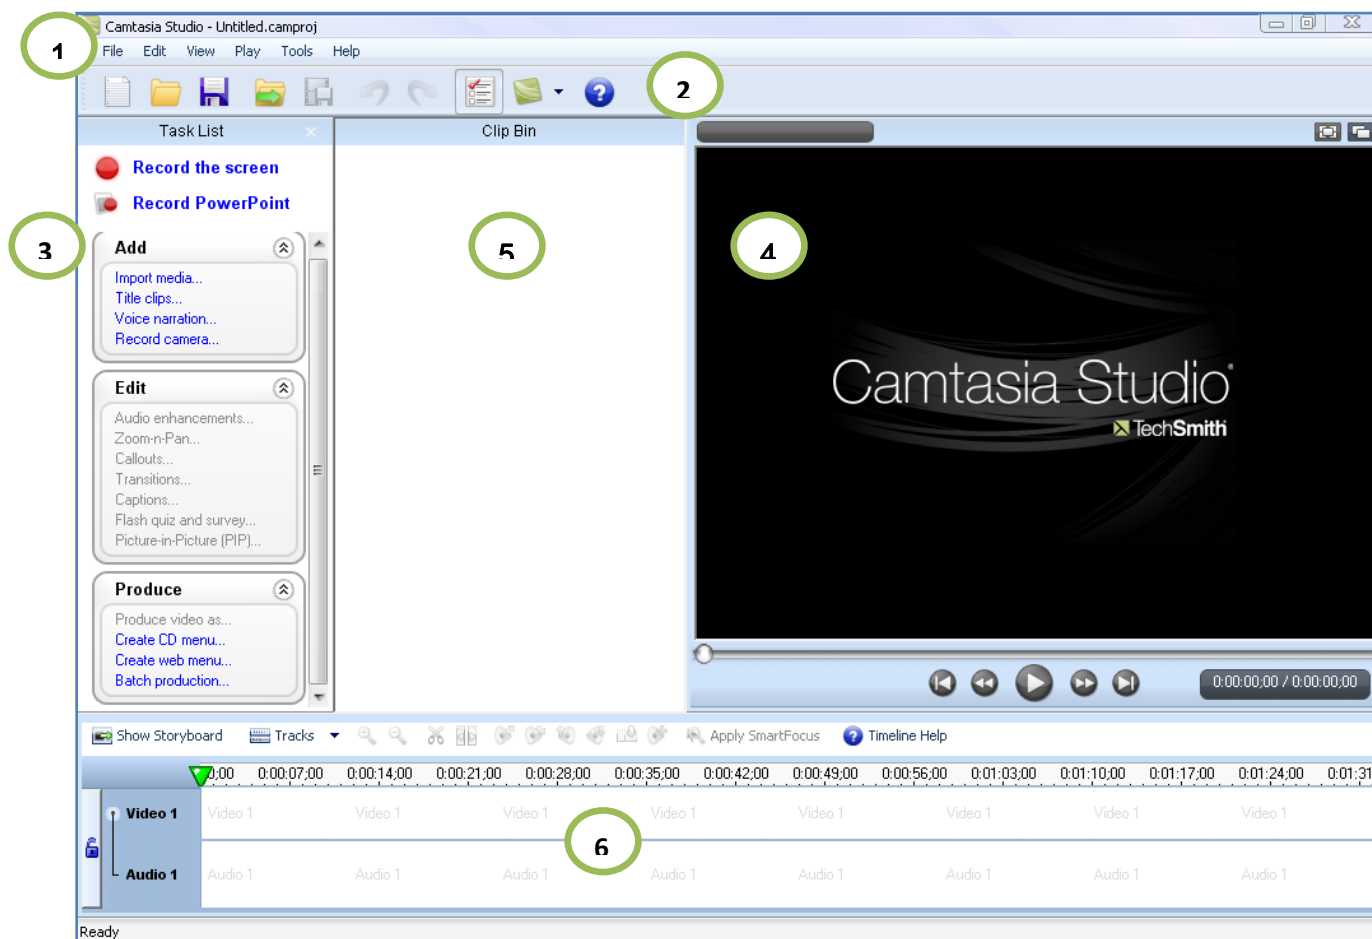 Camtasia Studio - Untitled.camproj
1
File Edit View Play Tools Help
2
Task List
Clip Bin
Record the screen
Record PowerPoint
3
5
4
Add
Import media...
Title clips...
Voice narration...
Record camera...
Edit
Audio enhancements...
Zoom-n-Pan...
Callouts...
Transitions...
Captions...
Flash quiz and survey...
Picture-in-Picture (PIP)...
Produce
Produce video as...
Create CD menu...
Create web menu...
Batch production...
Camtasia Studio®
TechSmith
0:00:00;00 / 0:00:00;00
Show Storyboard Tracks Apply SmartFocus Timeline Help
0;00 0:00:07;00 0:00:14;00 0:00:21;00 0:00:28;00 0:00:35;00 0:00:42;00 0:00:49;00 0:00:56;00 0:01:03;00 0:01:10;00 0:01:17;00 0:01:24;00 0:01:31
Video 1 Video 1 Video 1 Video 1 Video 1 Video 1 Video 1 Video 1 Video 1
6
Audio 1 Audio 1 Audio 1 Audio 1 Audio 1 Audio 1 Audio 1 Audio 1 Audio 1
Ready